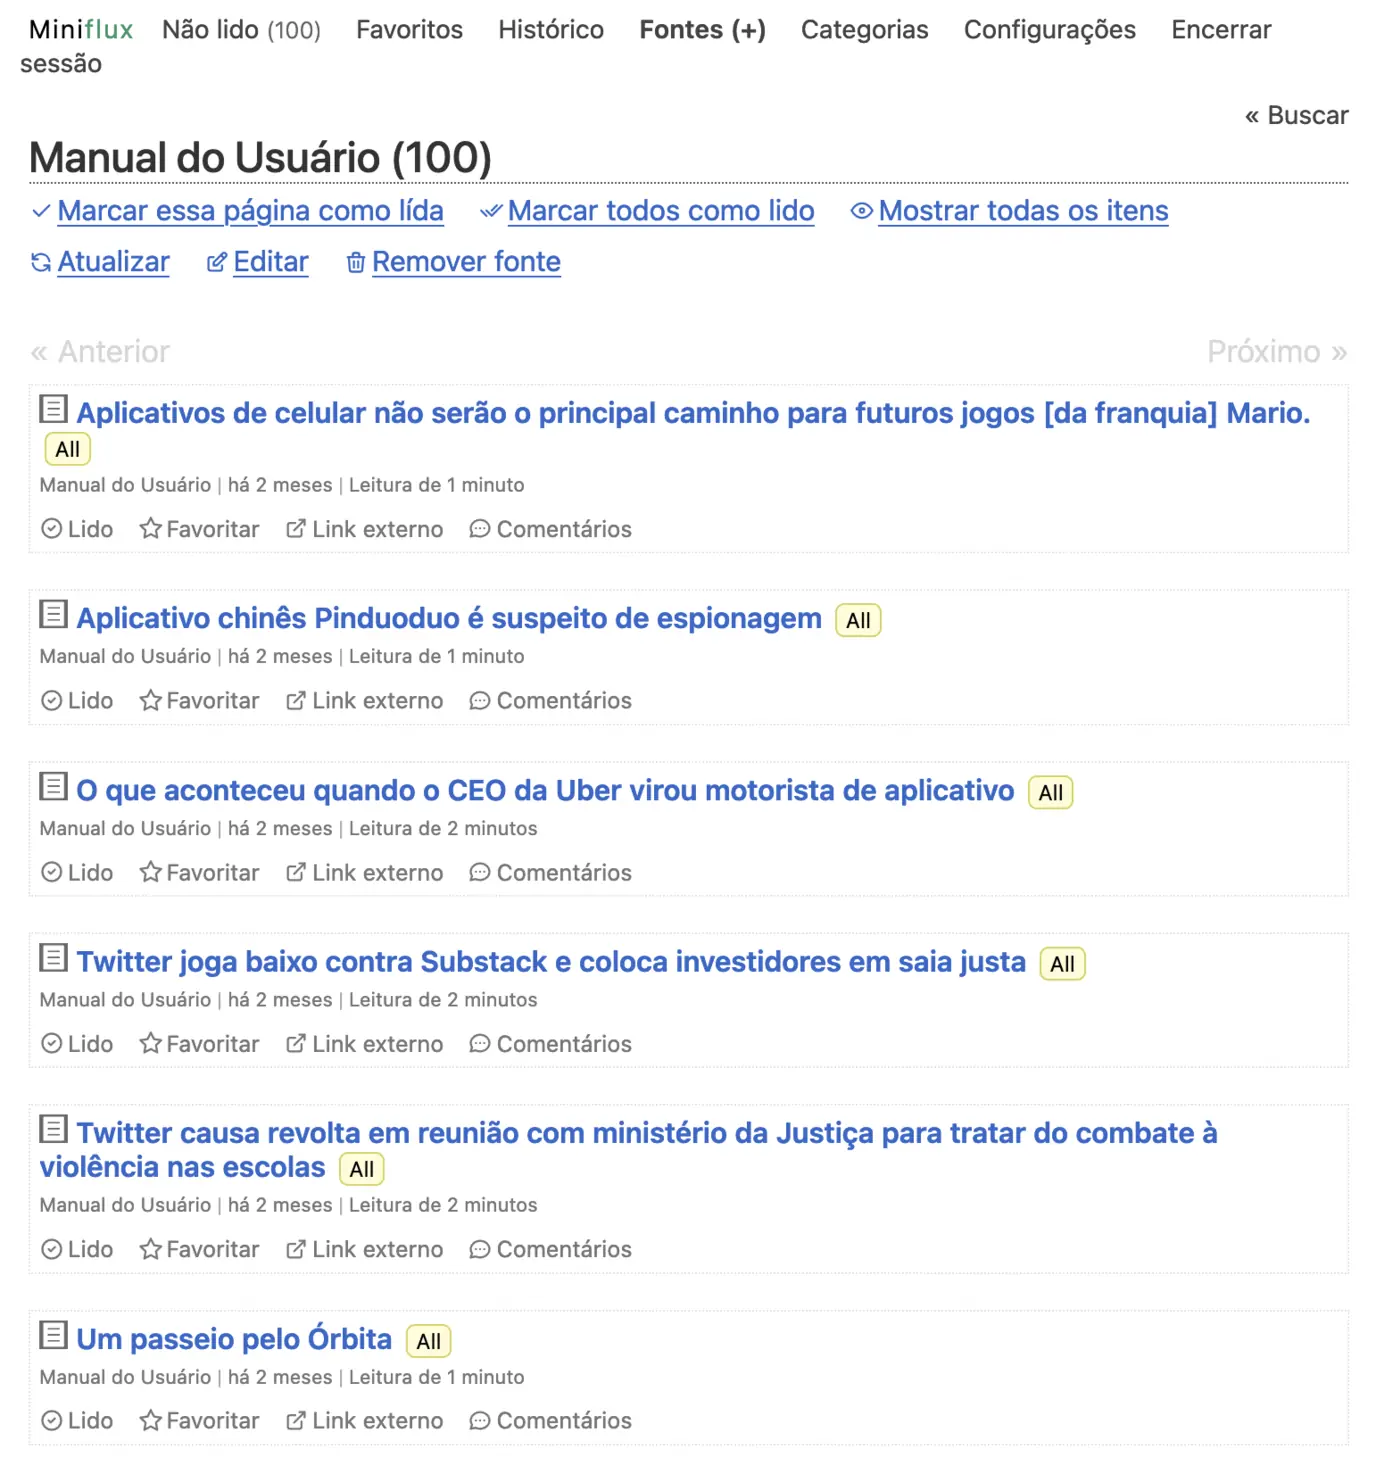 Miniflux Não lido (100) Favoritos Histórico Fontes (+) Categorias Configurações Encerrar
sessão
« Buscar
Manual do Usuário (100)
Marcar essa página como lída Marcar todos como lido Mostrar todas os itens
Atualizar Editar Remover fonte
« Anterior Próximo »
Aplicativos de celular não serão o principal caminho para futuros jogos [da franquia] Mario.
All
Manual do Usuário | há 2 meses | Leitura de 1 minuto
Lido Favoritar Link externo Comentários
Aplicativo chinês Pinduoduo é suspeito de espionagem All
Manual do Usuário | há 2 meses | Leitura de 1 minuto
Lido Favoritar Link externo Comentários
O que aconteceu quando o CEO da Uber virou motorista de aplicativo All
Manual do Usuário | há 2 meses | Leitura de 2 minutos
Lido Favoritar Link externo Comentários
Twitter joga baixo contra Substack e coloca investidores em saia justa All
Manual do Usuário | há 2 meses | Leitura de 2 minutos
Lido Favoritar Link externo Comentários
Twitter causa revolta em reunião com ministério da Justiça para tratar do combate à
violência nas escolas All
Manual do Usuário | há 2 meses | Leitura de 2 minutos
Lido Favoritar Link externo Comentários
Um passeio pelo Órbita All
Manual do Usuário | há 2 meses | Leitura de 1 minuto
Lido Favoritar Link externo Comentários